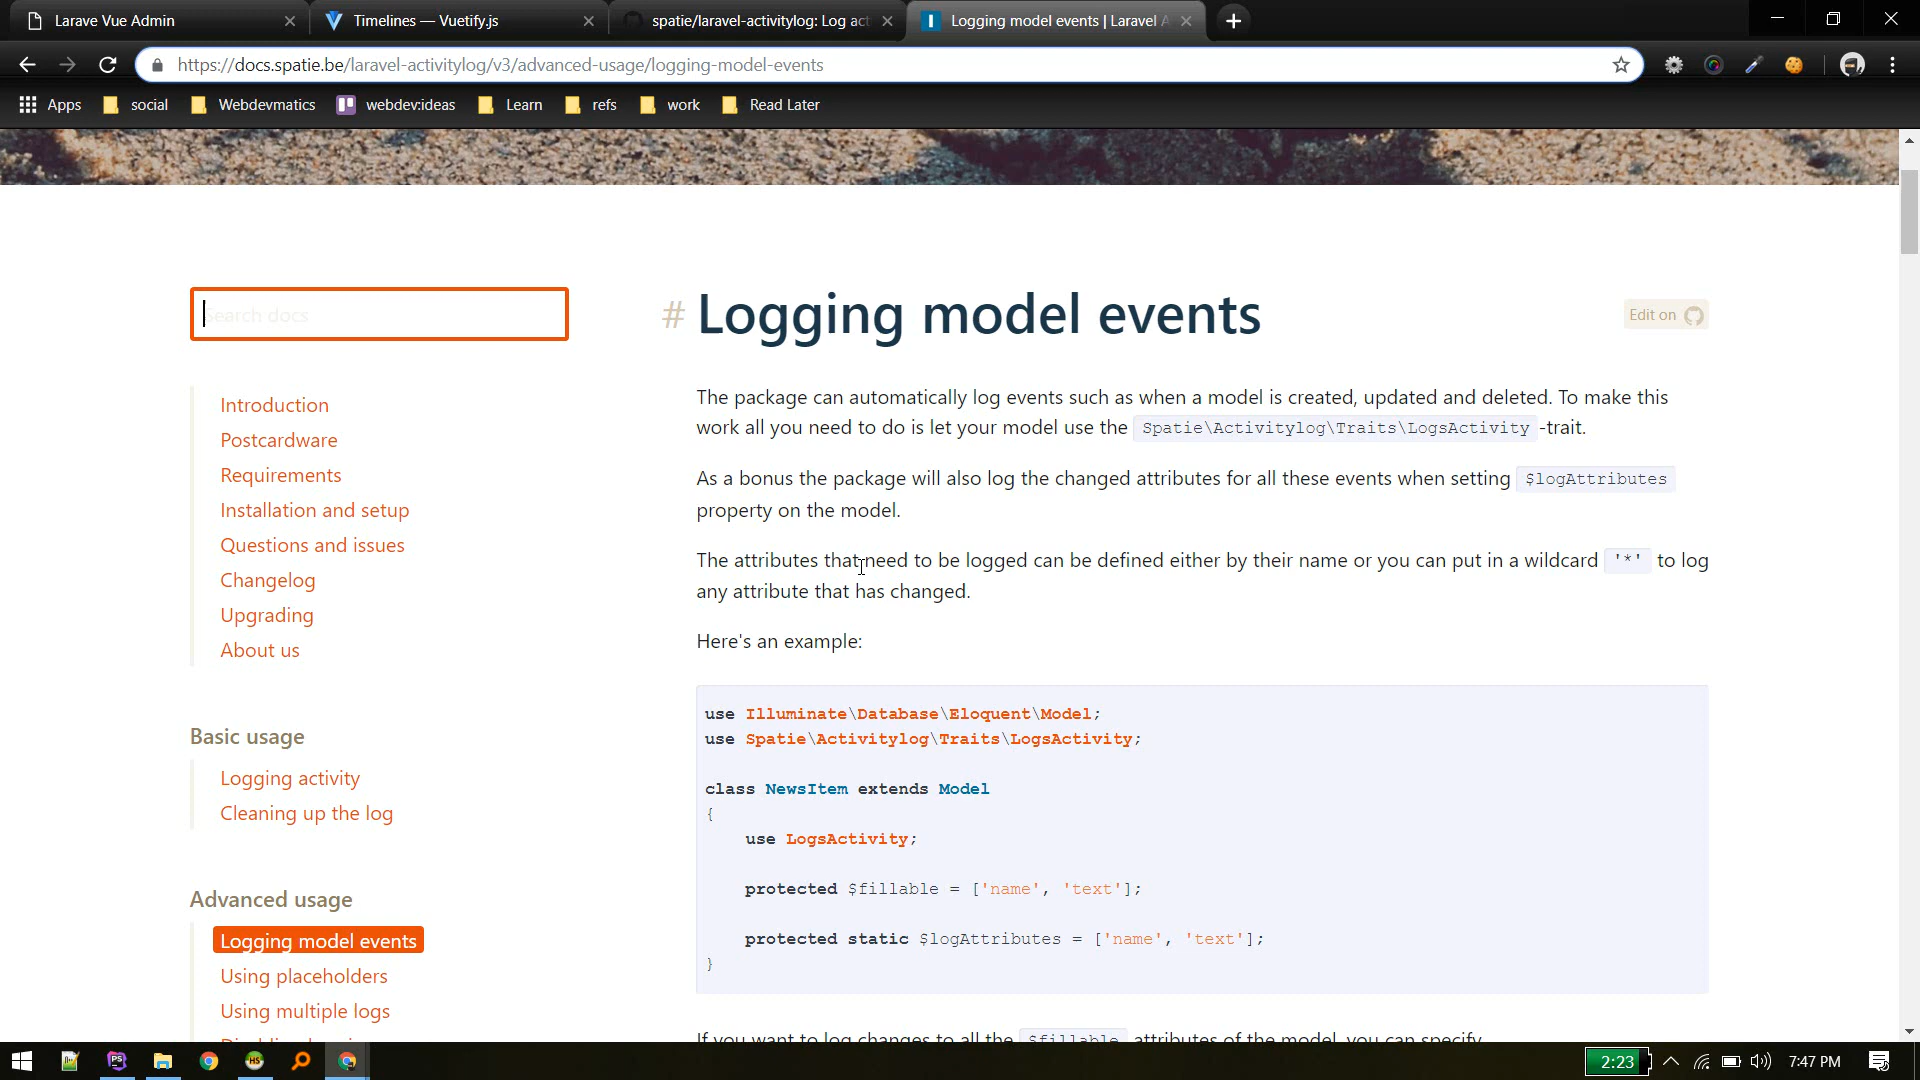 Larave Vue Admin
Timelines — Vuetify.js
spatie/laravel-activitylog: Log act
Logging model events | Laravel A
https://docs.spatie.be/laravel-activitylog/v3/advanced-usage/logging-model-events
Apps
social
Webdevmatics
webdev:ideas
Learn
refs
work
Read Later
Search docs
# Logging model events
Edit on
Introduction
Postcardware
Requirements
Installation and setup
Questions and issues
Changelog
Upgrading
About us
Basic usage
Logging activity
Cleaning up the log
Advanced usage
Logging model events
Using placeholders
Using multiple logs
The package can automatically log events such as when a model is created, updated and deleted. To make this
work all you need to do is let your model use the Spatie\Activitylog\Traits\LogsActivity -trait.
As a bonus the package will also log the changed attributes for all these events when setting $logAttributes
property on the model.
The attributes that need to be logged can be defined either by their name or you can put in a wildcard '*' to log
any attribute that has changed.
Here's an example:
use Illuminate\Database\Eloquent\Model;
use Spatie\Activitylog\Traits\LogsActivity;
class NewsItem extends Model
{
use LogsActivity;
protected $fillable = ['name', 'text'];
protected static $logAttributes = ['name', 'text'];
}
If you want to log changes to all the $fillable attributes of the model, you can specify
PS
HS
2:23
7:47 PM